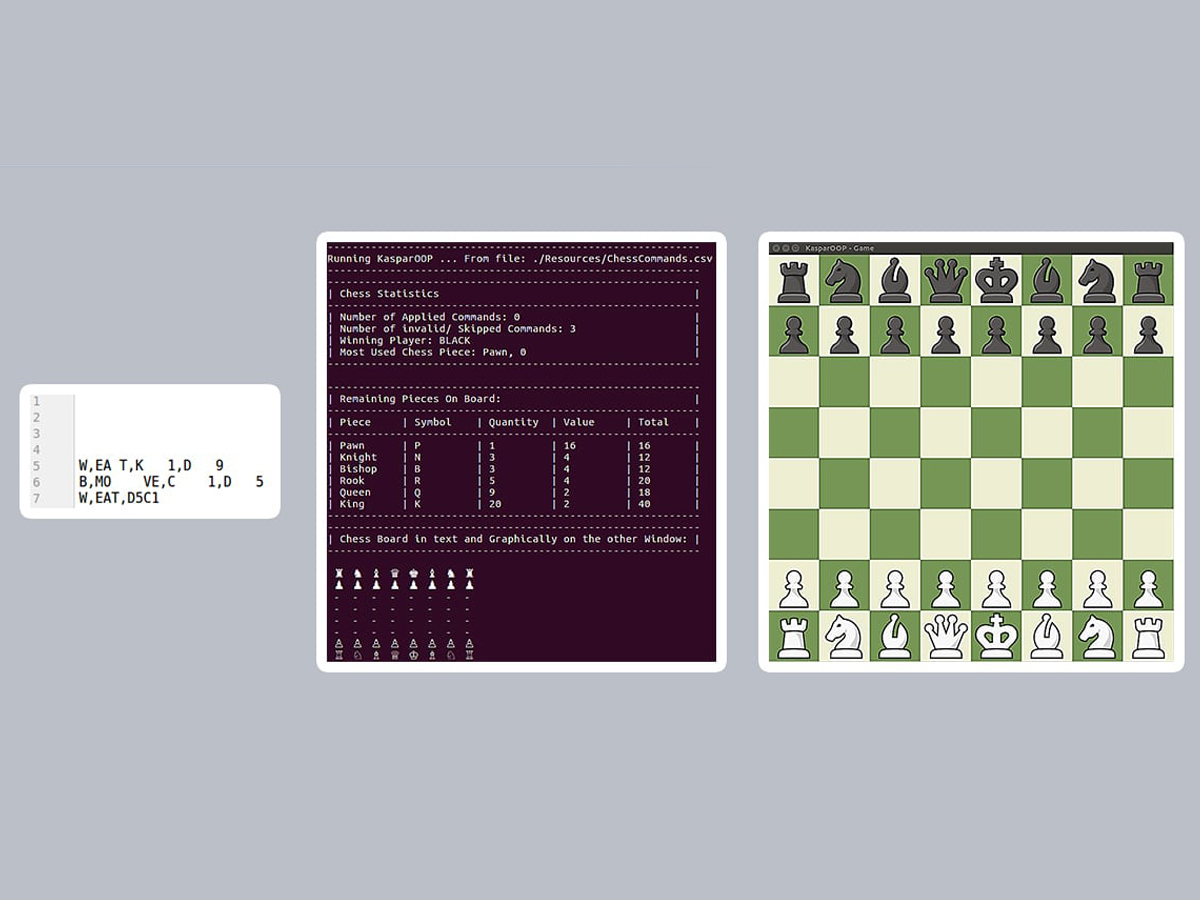 1
2
3
4
5 W,EA T,K 1,D 9
6 B,MO VE,C 1,D 5
7 W,EAT,D5C1
Running KasparOOP ... From file: ./Resources/ChessCommands.csv
| Chess Statistics |
| Number of Applied Commands: 0 |
| Number of invalid/ Skipped Commands: 3 |
| Winning Player: BLACK |
| Most Used Chess Piece: Pawn, 0 |
| Remaining Pieces On Board: |
| Piece | Symbol | Quantity | Value | Total |
| Pawn | P | 1 | 16 | 16 |
| Knight | N | 3 | 4 | 12 |
| Bishop | B | 3 | 4 | 12 |
| Rook | R | 5 | 4 | 20 |
| Queen | Q | 9 | 2 | 18 |
| King | K | 20 | 2 | 40 |
| Chess Board in text and Graphically on the other Window: |
♜ ♞ ♝ ♛ ♚ ♝ ♞ ♜
♟ ♟ ♟ ♟ ♟ ♟ ♟ ♟
- - - - - - - -
- - - - - - - -
- - - - - - - -
- - - - - - - -
♙ ♙ ♙ ♙ ♙ ♙ ♙ ♙
♖ ♘ ♗ ♕ ♔ ♗ ♘ ♖
KasparOOP - Game